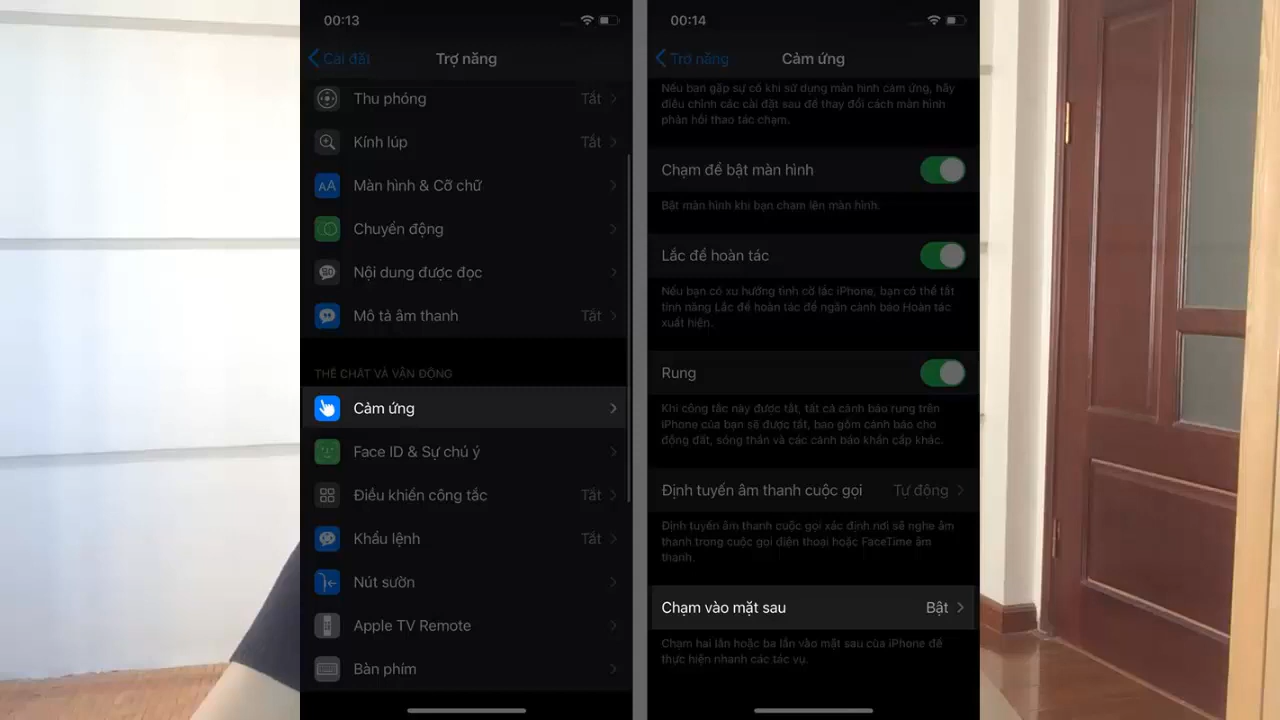 00:13
Cài đặt
Trợ năng
Thu phóng
Tắt
Kính lúp
Tắt
AA
Màn hình & Cỡ chữ
Chuyển động
Nội dung được đọc
Mô tả âm thanh
Tắt
THỂ CHẤT VÀ VẬN ĐỘNG
Cảm ứng
Face ID & Sự chú ý
Điều khiển công tắc
Tắt
Khẩu lệnh
Tắt
Nút sườn
Apple TV Remote
Bàn phím
00:14
Trợ năng
Cảm ứng
Nếu bạn gặp sự cố khi sử dụng màn hình cảm ứng, hãy
điều chỉnh các cài đặt sau để thay đổi cách màn hình
phản hồi thao tác chạm.
Chạm để bật màn hình
Bật màn hình khi bạn chạm lên màn hình.
Lắc để hoàn tác
Nếu bạn có xu hướng tình cờ lắc iPhone, bạn có thể tắt
tính năng Lắc để hoàn tác để ngăn cảnh báo Hoàn tác
xuất hiện.
Rung
Khi công tắc này được tắt, tất cả cảnh báo rung trên
iPhone của bạn sẽ được tắt, bao gồm cảnh báo cho
động đất, sóng thần và các cảnh báo khẩn cấp khác.
Định tuyến âm thanh cuộc gọi
Tự động
Định tuyến âm thanh cuộc gọi xác định nơi sẽ nghe âm
thanh trong cuộc gọi điện thoại hoặc FaceTime âm
thanh.
Chạm vào mặt sau
Bật
Chạm hai lần hoặc ba lần vào mặt sau của iPhone để
thực hiện nhanh các tác vụ.